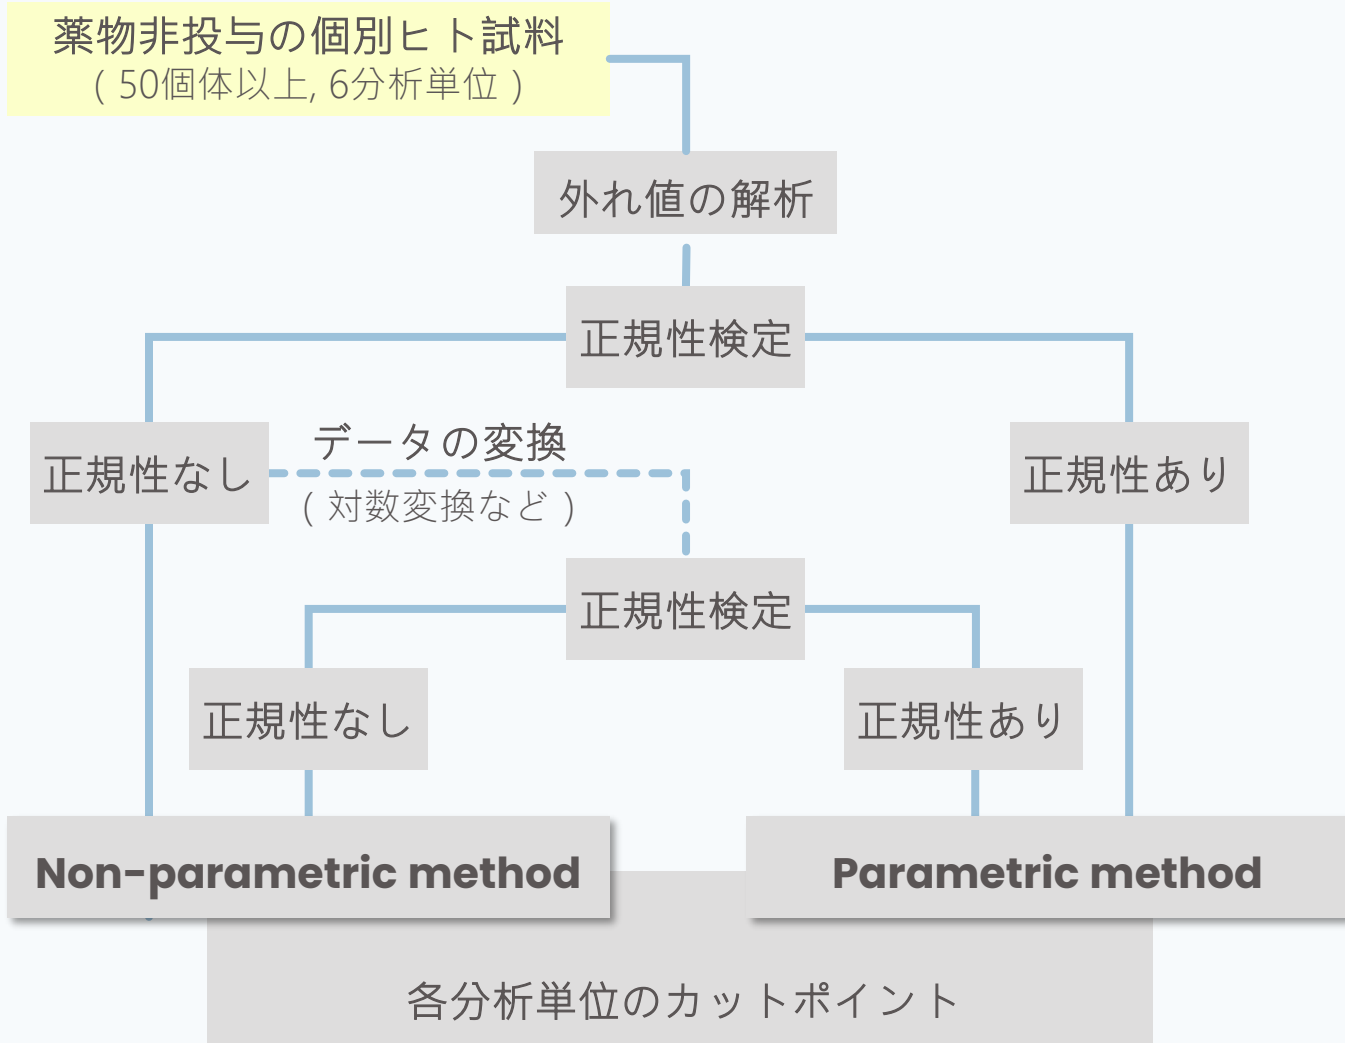 薬物非投与の個別ヒト試料
( 50個体以上, 6分析単位 )
外れ値の解析
正規性検定
正規性なし
データの変換
( 対数変換など )
正規性あり
正規性検定
正規性なし
正規性あり
Non-parametric method
Parametric method
各分析単位のカットポイント